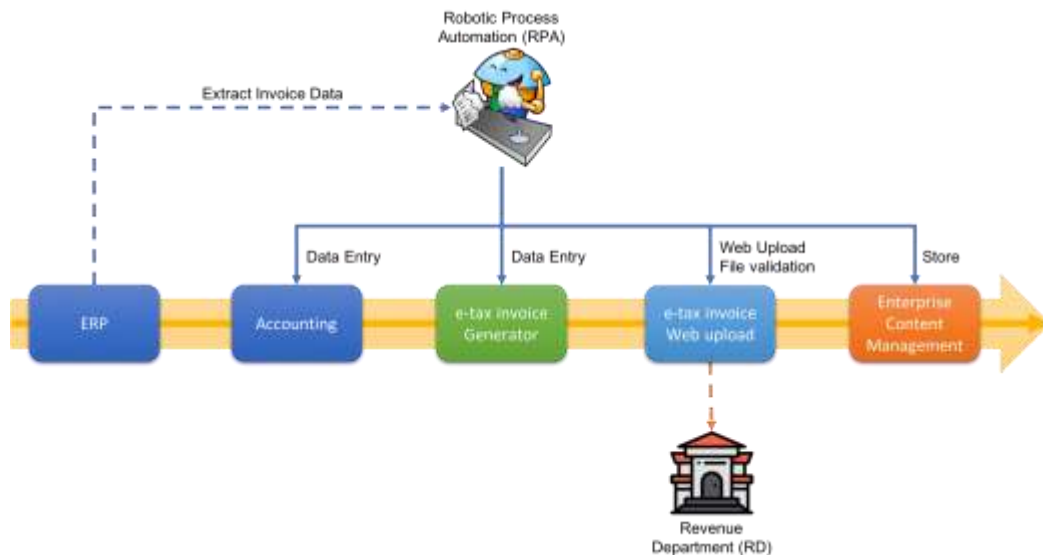 Robotic Process
Automation (RPA)
Extract Invoice Data
Data Entry
Data Entry
Web Upload
File validation
Store
ERP
Accounting
e-tax invoice
Generator
e-tax invoice
Web upload
Enterprise
Content
Management
Revenue
Department (RD)